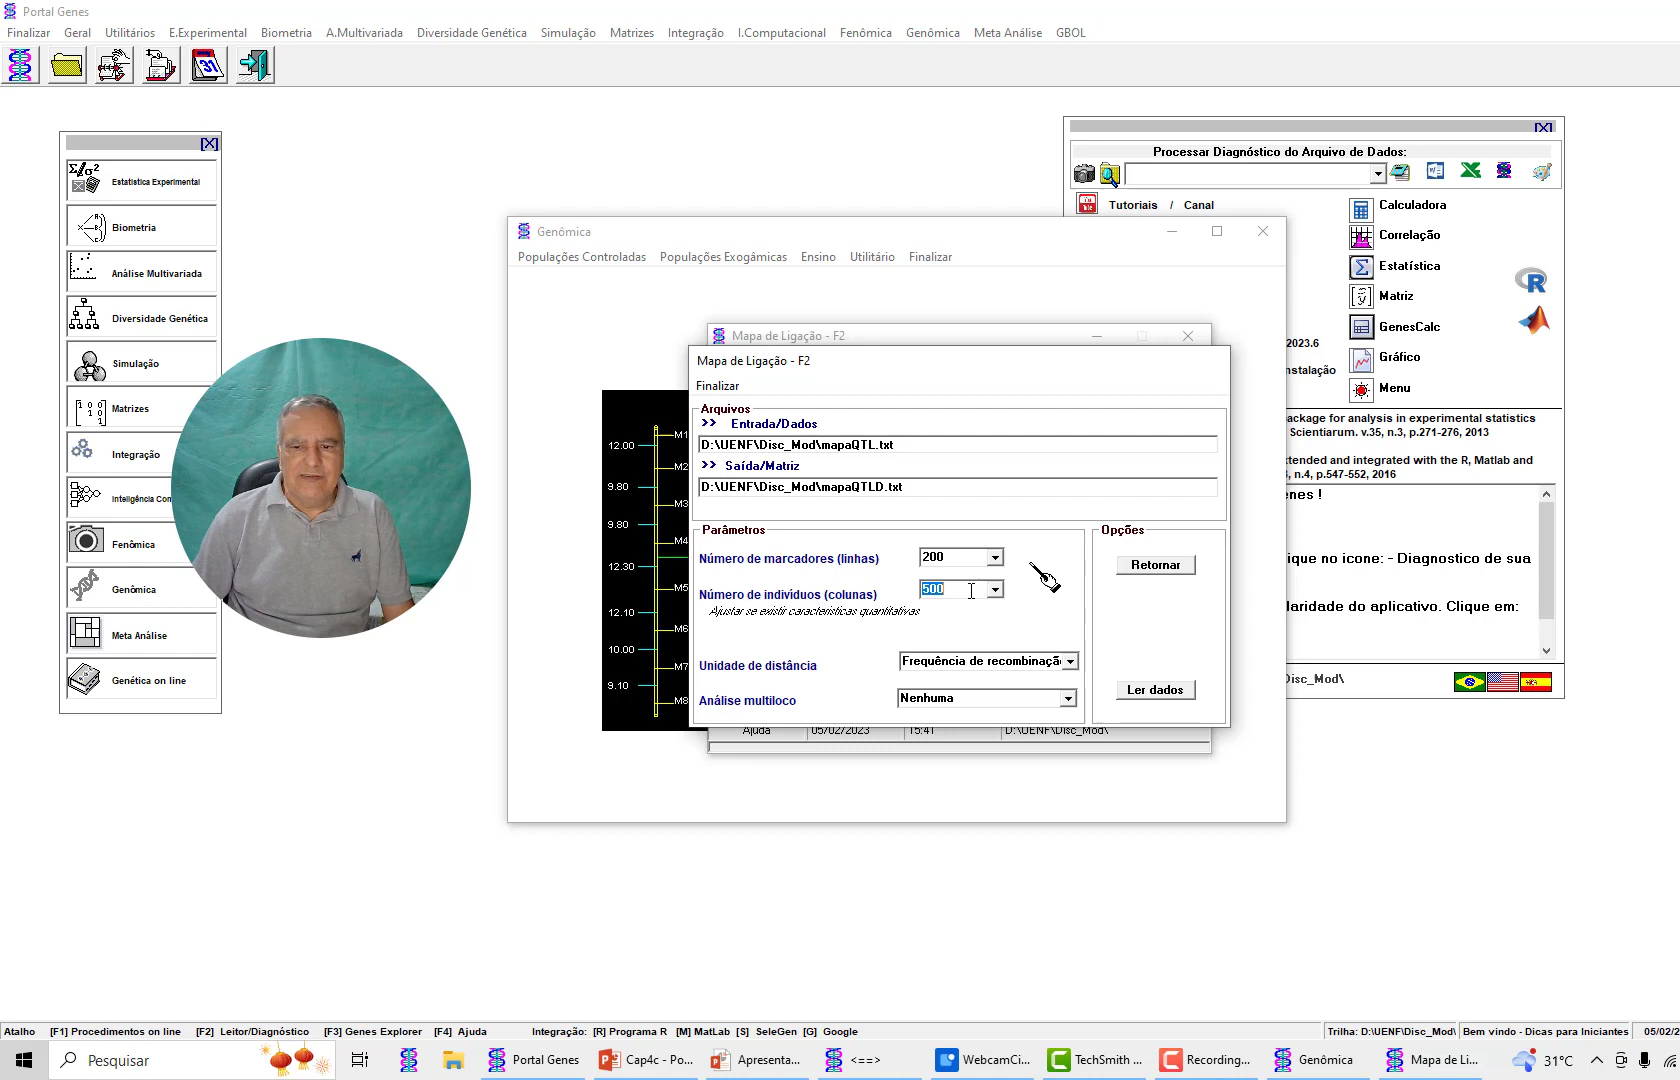 Portal Genes
Finalizar Geral Utilitários E.Experimental Biometria A.Multivariada Diversidade Genética Simulação Matrizes Integração I.Computacional Fenômica Genômica Meta Análise GBOL
31
[X]
Σ/σ²
Estatística Experimental
Biometria
Análise Multivariada
Diversidade Genética
Simulação
Matrizes
Integração
Inteligência Con
Fenômica
Genômica
Meta Análise
Genética on line
[X]
Processar Diagnóstico do Arquivo de Dados:
Tutoriais / Canal
Calculadora
Correlação
Estatística
Matriz
GenesCalc
Gráfico
Menu
2023.6
nstalação
ackage for analysis in experimental statistics
Scientiarum. v.35, n.3, p.271-276, 2013
tended and integrated with the R, Matlab and
, n.4, p.547-552, 2016
enes !
ique no icone: - Diagnostico de sua
laridade do aplicativo. Clique em:
Disc_Mod\
Genômica
Populações Controladas Populações Exogâmicas Ensino Utilitário Finalizar
Mapa de Ligação - F2
12.00
9.80
9.80
12.30
12.10
10.00
9.10
M1
M2
M3
M4
M5
M6
M7
M8
Mapa de Ligação - F2
Finalizar
Arquivos
>> Entrada/Dados
D:\UENF\Disc_Mod\mapaQTL.txt
>> Saída/Matriz
D:\UENF\Disc_Mod\mapaQTLD.txt
Parâmetros
Número de marcadores (linhas) 200
Número de indivíduos (colunas) 500
Ajustar se existir características quantitativas
Unidade de distância Frequência de recombinaçã
Análise multiloco Nenhuma
Opções
Retornar
Ler dados
Ajuda 05/02/2023 15:41 D:\UENF\Disc_Mod\
Atalho [F1] Procedimentos on line [F2] Leitor/Diagnóstico [F3] Genes Explorer [F4] Ajuda Integração: [R] Programa R [M] MatLab [S] SeleGen [G] Google Trilha: D:\UENF\Disc_Mod\ Bem vindo - Dicas para Iniciantes 05/02/2
Pesquisar Portal Genes Cap4c - Po... Apresenta... <==> WebcamCi... TechSmith ... Recording... Genômica Mapa de Li... 31°C